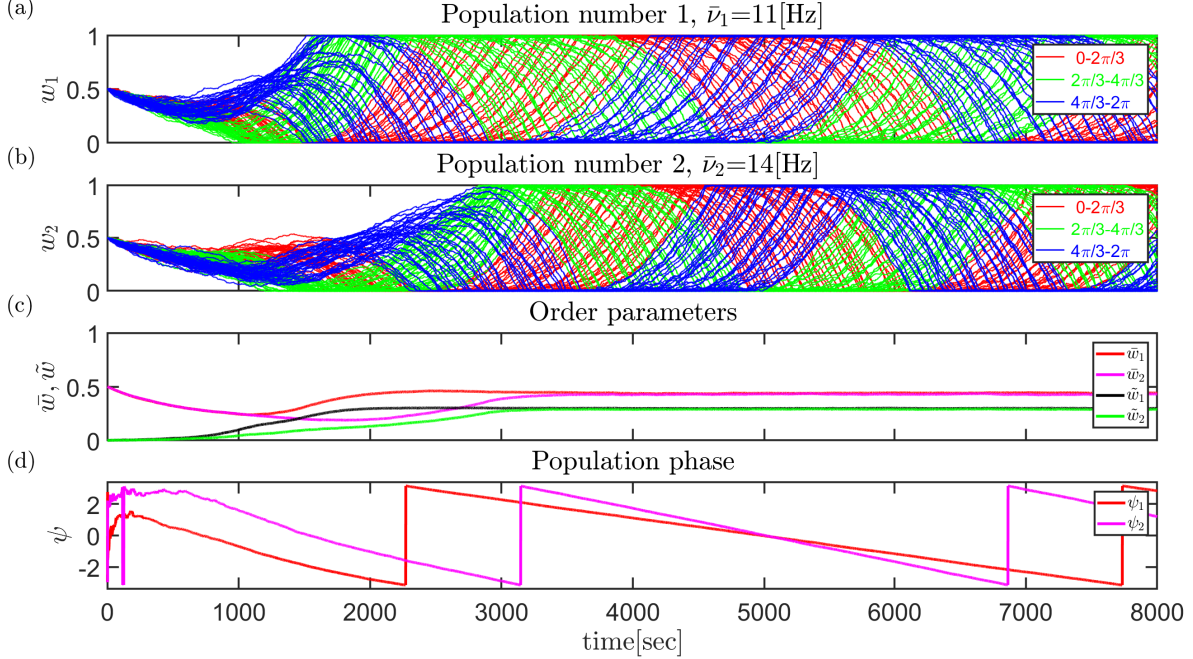 (a)
Population number 1, ν̄₁=11[Hz]
1
0.5
0
w₁
0-2π/3
2π/3-4π/3
4π/3-2π
(b)
Population number 2, ν̄₂=14[Hz]
1
0.5
0
w₂
0-2π/3
2π/3-4π/3
4π/3-2π
(c)
Order parameters
1
0.5
0
w̄, w̃
w̄₁
w̄₂
w̃₁
w̃₂
(d)
Population phase
2
0
-2
ψ
ψ₁
ψ₂
0 1000 2000 3000 4000 5000 6000 7000 8000
time[sec]